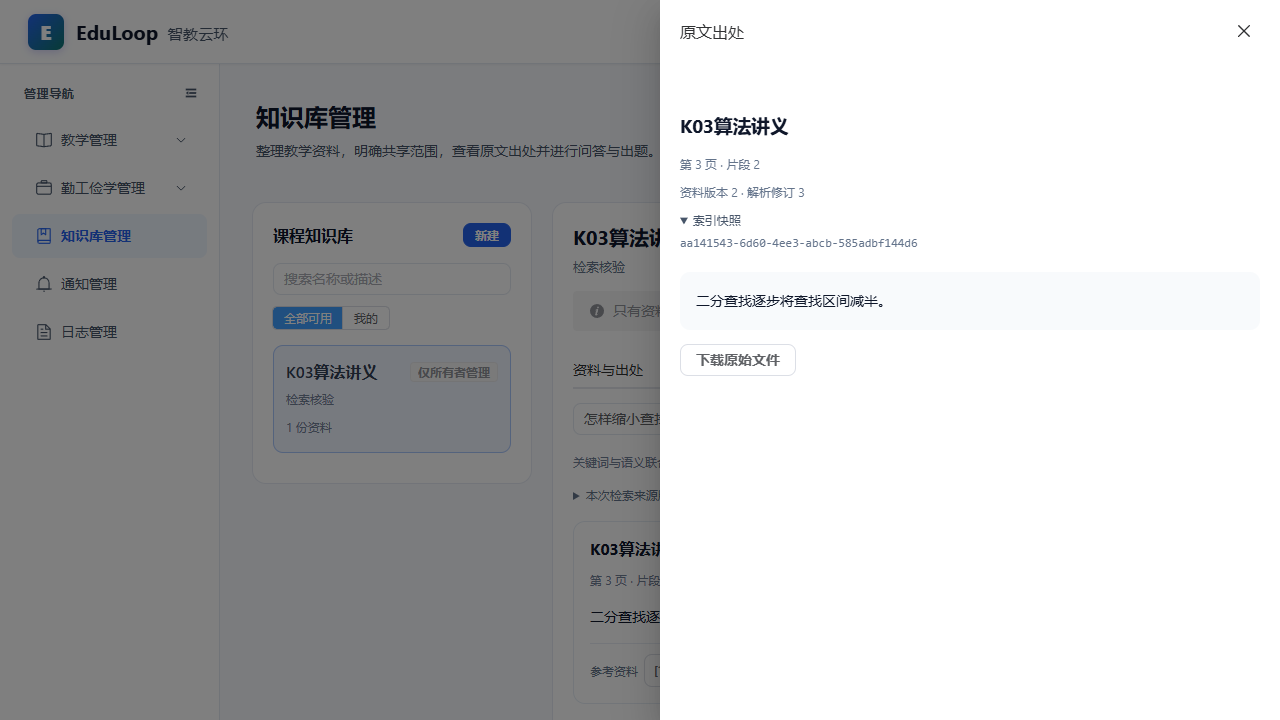 E EduLoop 智教云环
管理导航
教学管理
勤工俭学管理
知识库管理
通知管理
日志管理
知识库管理
整理教学资料，明确共享范围，查看原文出处并进行问答与出题。
课程知识库
新建
搜索名称或描述
全部可用 我的
K03算法讲义 仅所有者管理
检索核验
1 份资料
K03算法讲
检索核验
只有资料
资料与出处
怎样缩小查找
关键词与语义联合
本次检索来源
K03算法讲
第 3 页 · 片段
二分查找逐
参考资料
原文出处
K03算法讲义
第 3 页 · 片段 2
资料版本 2 · 解析修订 3
索引快照
aa141543-6d60-4ee3-abcb-585adbf144d6
二分查找逐步将查找区间减半。
下载原始文件